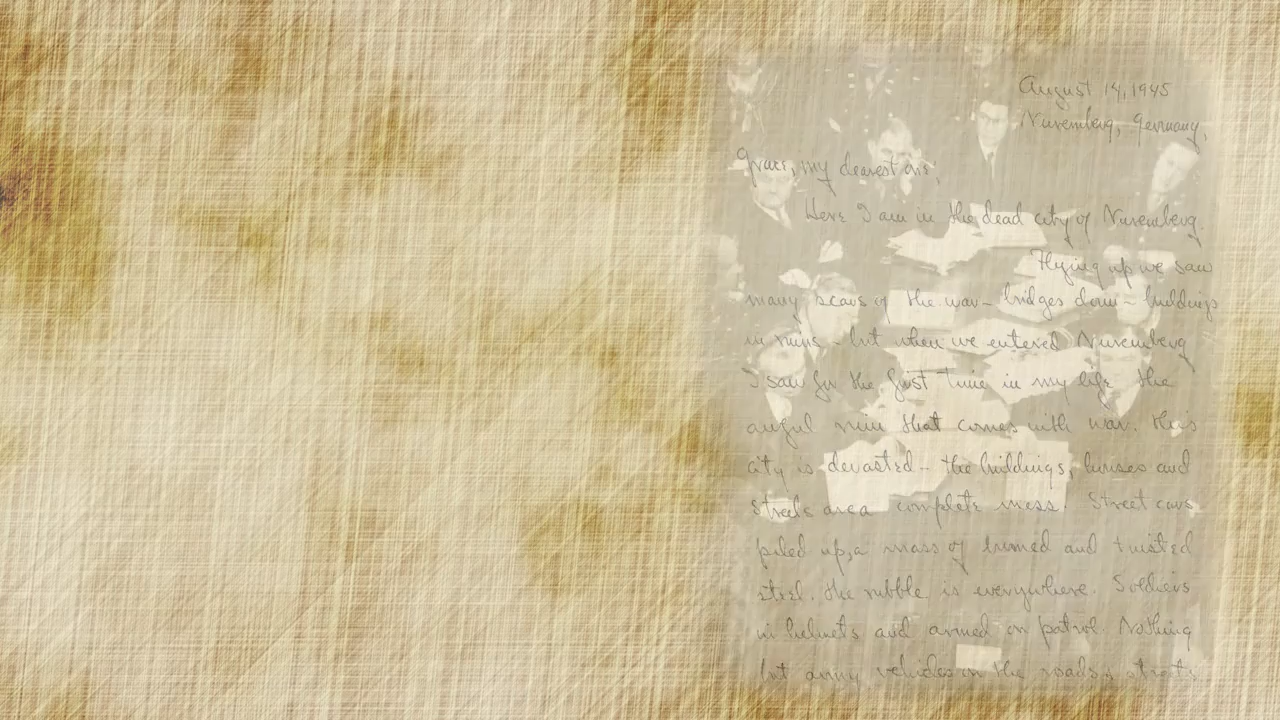 August 14, 1945
Nuremberg, Germany,
Grace, my dearest one,
Here I am in the dead city of Nuremberg.
Flying up we saw
many scars of the war - bridges down - buildings
in ruins - but when we entered Nuremberg
I saw for the first time in my life the
awful ruin that comes with war. This
city is devasted - the buildings, houses and
streets are a complete mess. Street cars
piled up, a mass of burned and twisted
steel. The rubble is everywhere. Soldiers
in helmets and armed on patrol. Nothing
but army vehicles on the roads & streets.